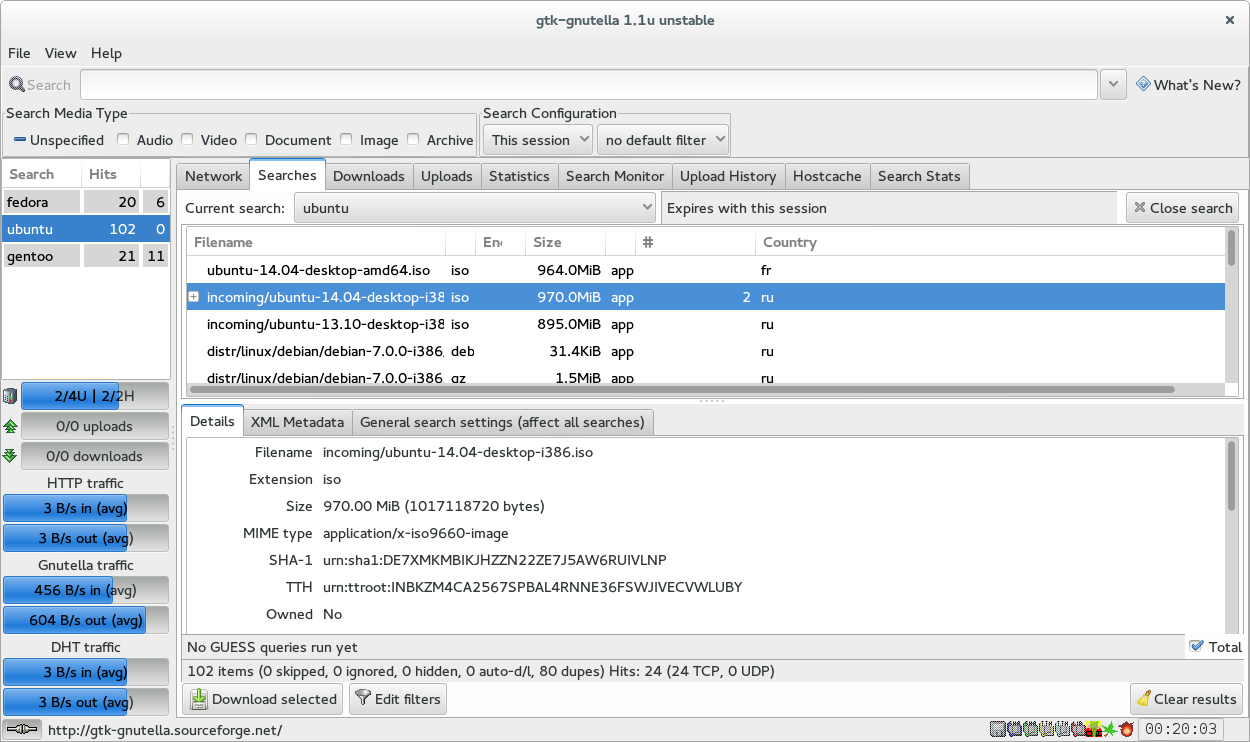 gtk-gnutella 1.1u unstable
File View Help
Search What's New?
Search Media Type Search Configuration
Unspecified Audio Video Document Image Archive This session no default filter
Search Hits
fedora 20 6
ubuntu 102 0
gentoo 21 11
Network Searches Downloads Uploads Statistics Search Monitor Upload History Hostcache Search Stats
Current search: ubuntu Expires with this session Close search
Filename Enc Size # Country
ubuntu-14.04-desktop-amd64.iso iso 964.0MiB app fr
incoming/ubuntu-14.04-desktop-i38 iso 970.0MiB app 2 ru
incoming/ubuntu-13.10-desktop-i38 iso 895.0MiB app ru
distr/linux/debian/debian-7.0.0-i386, deb 31.4KiB app ru
distr/linux/debian/debian-7.0.0-i386, gz 1.5MiB app ru
2/4U | 2/2H
0/0 uploads
0/0 downloads
HTTP traffic
3 B/s in (avg)
3 B/s out (avg)
Gnutella traffic
456 B/s in (avg)
604 B/s out (avg)
DHT traffic
3 B/s in (avg)
3 B/s out (avg)
Details XML Metadata General search settings (affect all searches)
Filename incoming/ubuntu-14.04-desktop-i386.iso
Extension iso
Size 970.00 MiB (1017118720 bytes)
MIME type application/x-iso9660-image
SHA-1 urn:sha1:DE7XMKMBIKJHZZN22ZE7J5AW6RUIVLNP
TTH urn:ttroot:INBKZM4CA2567SPBAL4RNNE36FSWJIVECVWLUBY
Owned No
No GUESS queries run yet Total
102 items (0 skipped, 0 ignored, 0 hidden, 0 auto-d/l, 80 dupes) Hits: 24 (24 TCP, 0 UDP)
Download selected Edit filters Clear results
http://gtk-gnutella.sourceforge.net/ 00:20:03